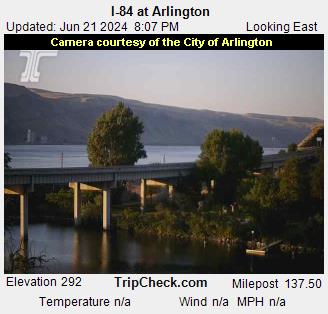 I-84 at Arlington
Updated: Jun 21 2024 8:07 PM Looking East
Camera courtesy of the City of Arlington
Elevation 292 TripCheck.com Milepost 137.50
Temperature n/a Wind n/a MPH n/a